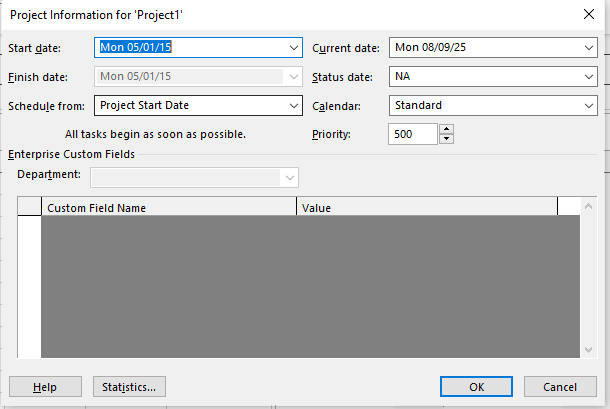 Project Information for 'Project1'
Start date: Mon 05/01/15 Current date: Mon 08/09/25
Finish date: Mon 05/01/15 Status date: NA
Schedule from: Project Start Date Calendar: Standard
All tasks begin as soon as possible. Priority: 500
Enterprise Custom Fields
Department:
Custom Field Name Value
Help Statistics... OK Cancel